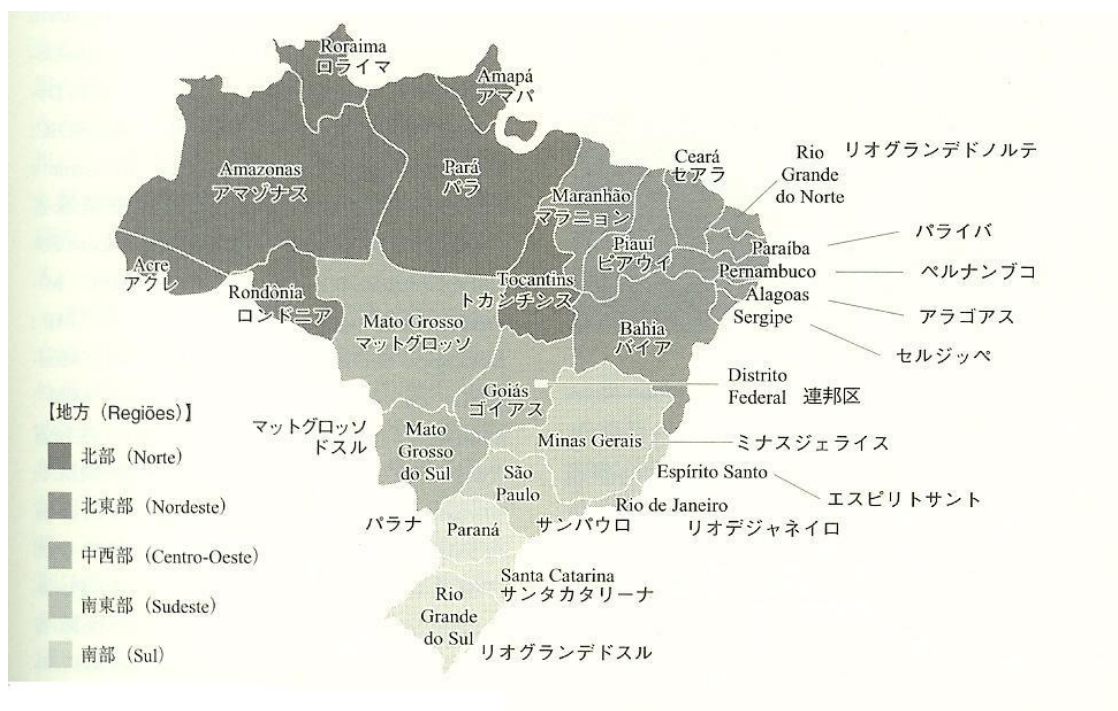 Roraima
ロライマ
Amapá
アマパ
Amazonas
アマゾナス
Pará
パラ
Maranhão
マラニョン
Ceará
セアラ
Rio
Grande
do Norte
リオグランデドノルテ
Piauí
ピアウイ
Paraíba
パライバ
Pernambuco
ペルナンブコ
Alagoas
アラゴアス
Sergipe
セルジッペ
Acre
アクレ
Rondônia
ロンドニア
Tocantins
トカンチンス
Mato Grosso
マットグロッソ
Bahia
バイア
Distrito
Federal 連邦区
Goiás
ゴイアス
マットグロッソ
ドスル
Mato
Grosso
do Sul
Minas Gerais
ミナスジェライス
São
Paulo
サンパウロ
Espírito Santo
エスピリトサント
Rio de Janeiro
リオデジャネイロ
パラナ
Paraná
Santa Catarina
サンタカタリーナ
Rio
Grande
do Sul
リオグランデドスル
【地方（Regiões）】
北部（Norte）
北東部（Nordeste）
中西部（Centro-Oeste）
南東部（Sudeste）
南部（Sul）